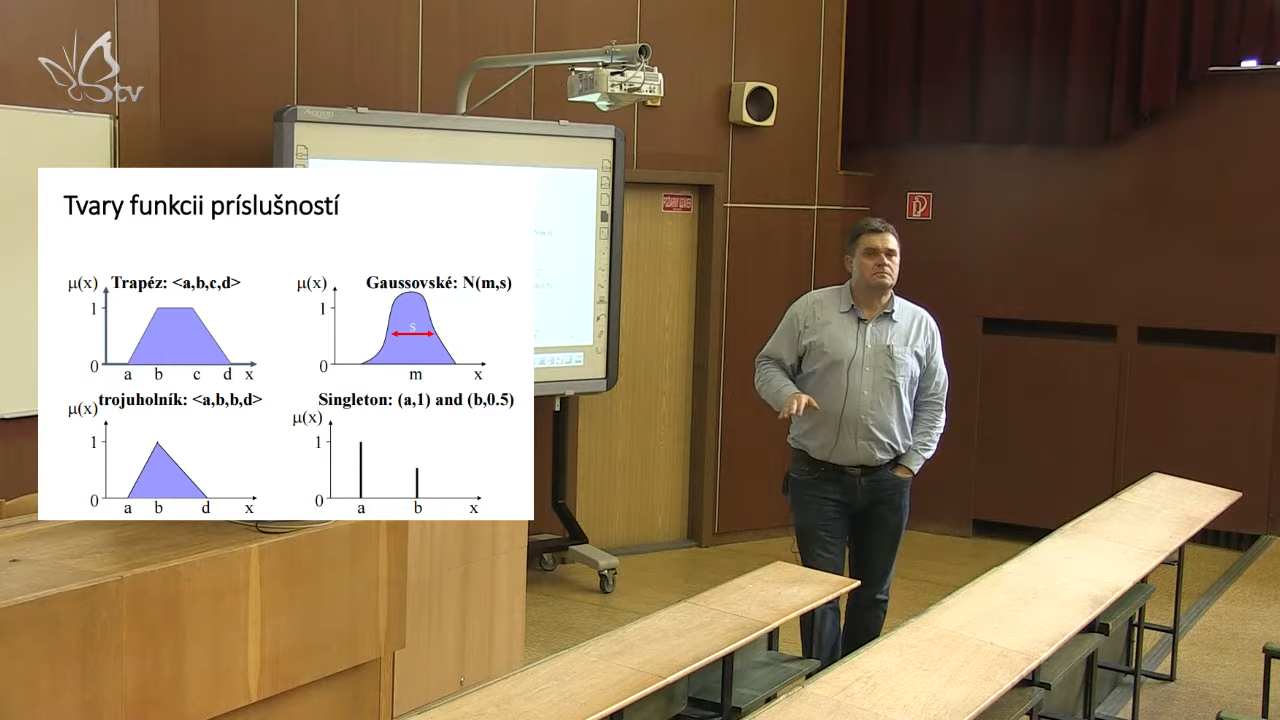 tv
Tvary funkcii príslušností
μ(x) Trapéz: <a,b,c,d>
1
0
a b c d x
μ(x) Gaussovské: N(m,s)
1
s
0
m x
μ(x) trojuholník: <a,b,b,d>
1
0
a b d x
Singleton: (a,1) and (b,0.5)
μ(x)
1
0
a b x